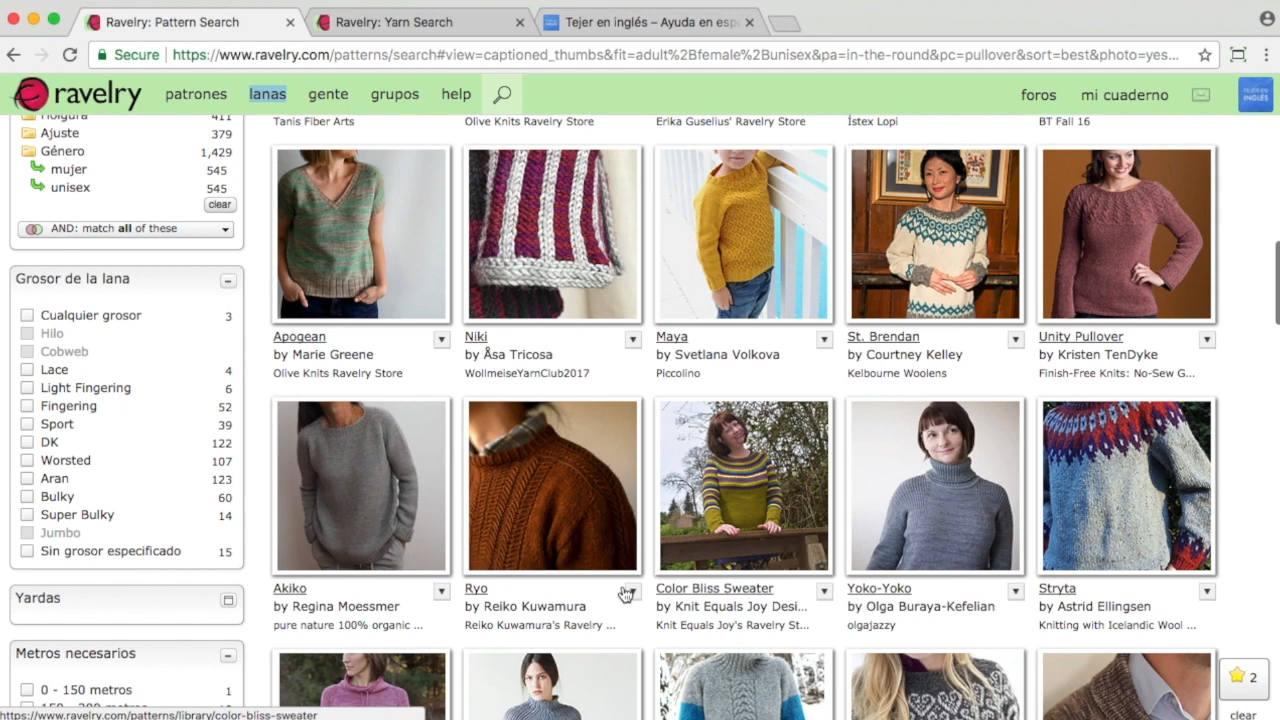 Ravelry: Pattern Search
Ravelry: Yarn Search
Tejer en inglés – Ayuda en esp
Secure
https://www.ravelry.com/patterns/search#view=captioned_thumbs&fit=adult%2Bfemale%2Bunisex&pa=in-the-round&pc=pullover&sort=best&photo=yes...
ravelry
patrones
lanas
gente
grupos
help
foros
mi cuaderno
TEJER EN
INGLÉS
Holgura 411
Ajuste 379
Género 1,429
mujer 545
unisex 545
clear
AND: match all of these
Grosor de la lana
Cualquier grosor 3
Hilo
Cobweb
Lace 4
Light Fingering 6
Fingering 52
Sport 39
DK 122
Worsted 107
Aran 123
Bulky 60
Super Bulky 14
Jumbo
Sin grosor especificado 15
Yardas
Metros necesarios
0 - 150 metros 1
Tanis Fiber Arts
Olive Knits Ravelry Store
Erika Guselius' Ravelry Store
Ístex Lopi
BT Fall 16
Apogean
by Marie Greene
Olive Knits Ravelry Store
Niki
by Åsa Tricosa
WollmeiseYarnClub2017
Maya
by Svetlana Volkova
Piccolino
St. Brendan
by Courtney Kelley
Kelbourne Woolens
Unity Pullover
by Kristen TenDyke
Finish-Free Knits: No-Sew G...
Akiko
by Regina Moessmer
pure nature 100% organic ...
Ryo
by Reiko Kuwamura
Reiko Kuwamura's Ravelry ...
Color Bliss Sweater
by Knit Equals Joy Desi...
Knit Equals Joy's Ravelry St...
Yoko-Yoko
by Olga Buraya-Kefelian
olgajazzy
Stryta
by Astrid Ellingsen
Knitting with Icelandic Wool ...
2
clear
https://www.ravelry.com/patterns/library/color-bliss-sweater